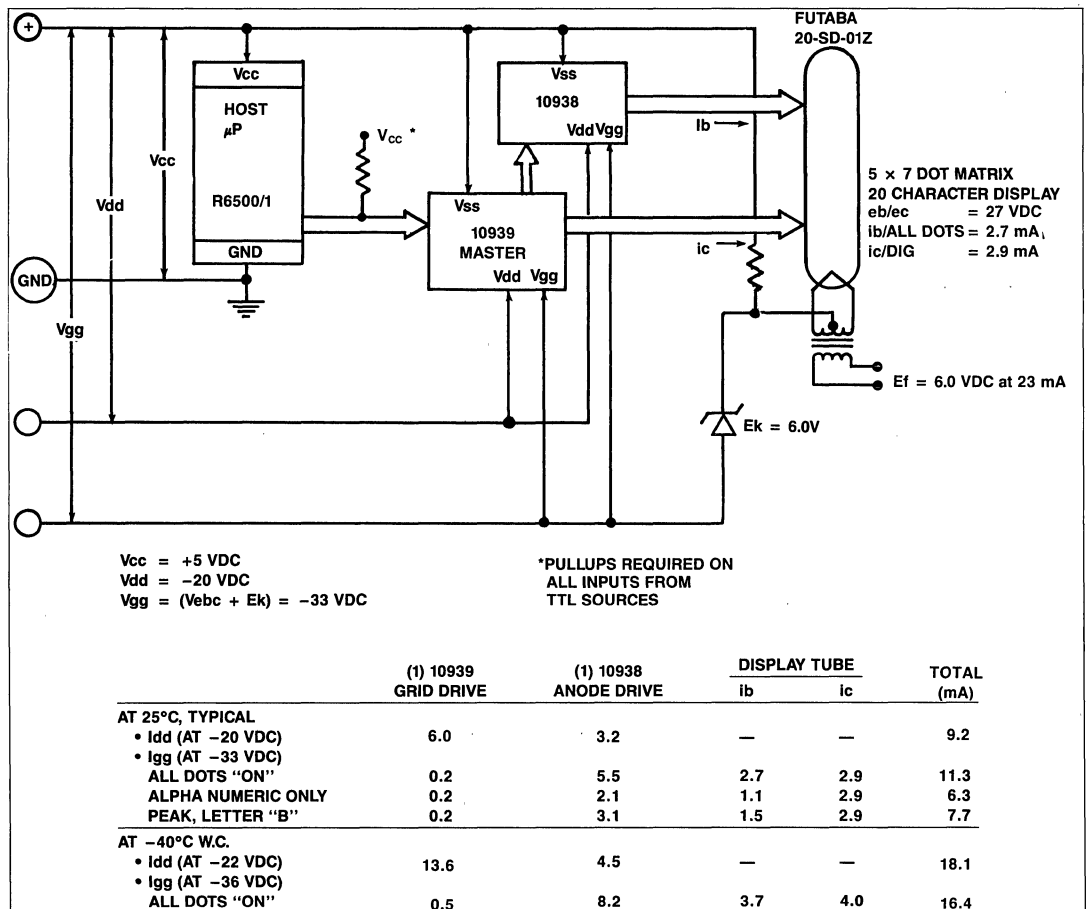 FUTABA
20-SD-01Z
+
Vcc
HOST
μP
R6500/1
GND
Vss
10938
Vdd Vgg
Ib
V_CC *
Vcc
Vdd
Vgg
GND
Vss
10939
MASTER
Vdd Vgg
ic
5 × 7 DOT MATRIX
20 CHARACTER DISPLAY
eb/ec = 27 VDC
ib/ALL DOTS = 2.7 mA
ic/DIG = 2.9 mA
Ef = 6.0 VDC at 23 mA
Ek = 6.0V
Vcc = +5 VDC
Vdd = −20 VDC
Vgg = (Vebc + Ek) = −33 VDC
*PULLUPS REQUIRED ON
ALL INPUTS FROM
TTL SOURCES
(1) 10939 (1) 10938 DISPLAY TUBE TOTAL
GRID DRIVE ANODE DRIVE ib ic (mA)
AT 25°C, TYPICAL
• Idd (AT −20 VDC) 6.0 3.2 — — 9.2
• Igg (AT −33 VDC)
ALL DOTS "ON" 0.2 5.5 2.7 2.9 11.3
ALPHA NUMERIC ONLY 0.2 2.1 1.1 2.9 6.3
PEAK, LETTER "B" 0.2 3.1 1.5 2.9 7.7
AT −40°C W.C.
• Idd (AT −22 VDC) 13.6 4.5 — — 18.1
• Igg (AT −36 VDC)
ALL DOTS "ON" 0.5 8.2 3.7 4.0 16.4